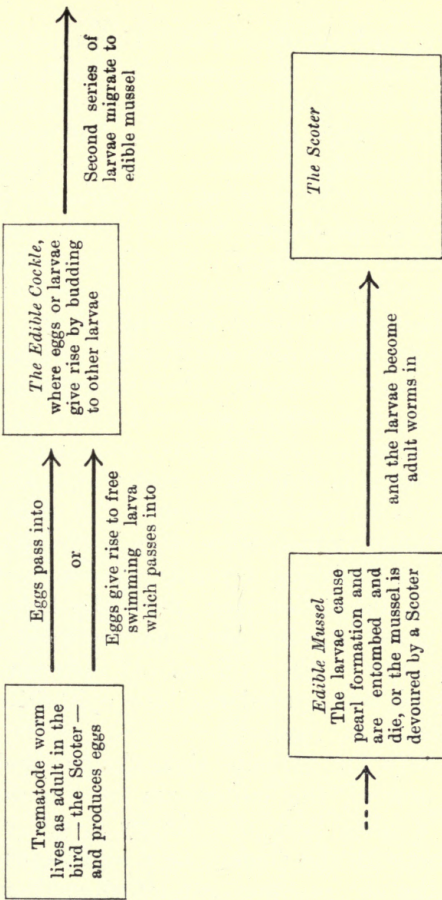 Trematode worm
lives as adult in the
bird — the Scoter —
and produces eggs
Eggs pass into
or
Eggs give rise to free
swimming larva
which passes into
The Edible Cockle,
where eggs or larvae
give rise by budding
to other larvae
Second series of
larvae migrate to
edible mussel
Edible Mussel
The larvae cause
pearl formation and
are entombed and
die, or the mussel is
devoured by a Scoter
and the larvae become
adult worms in
The Scoter